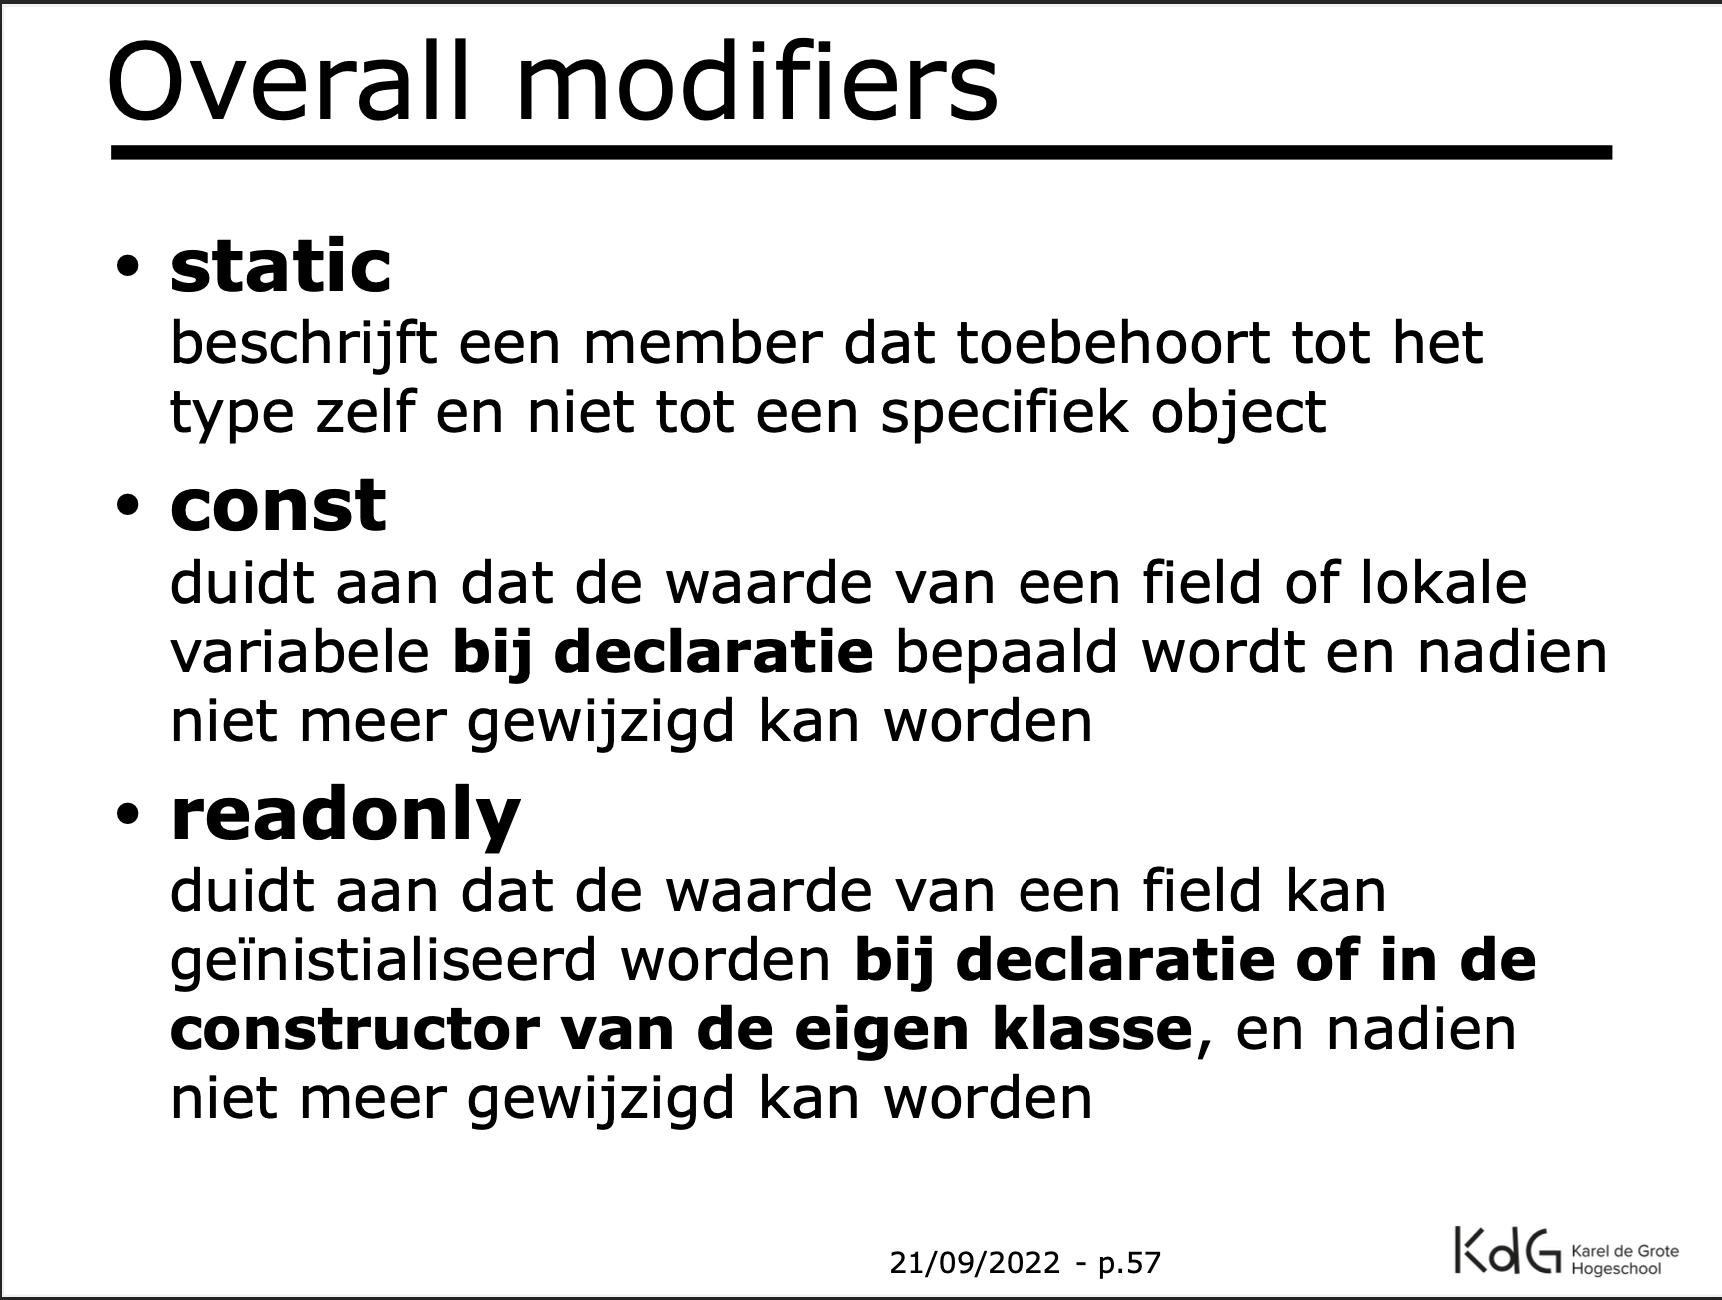 Overall modifiers
• static
beschrijft een member dat toebehoort tot het
type zelf en niet tot een specifiek object
• const
duidt aan dat de waarde van een field of lokale
variabele bij declaratie bepaald wordt en nadien
niet meer gewijzigd kan worden
• readonly
duidt aan dat de waarde van een field kan
geïnistialiseerd worden bij declaratie of in de
constructor van de eigen klasse, en nadien
niet meer gewijzigd kan worden
21/09/2022 - p.57
KdG Karel de Grote
Hogeschool